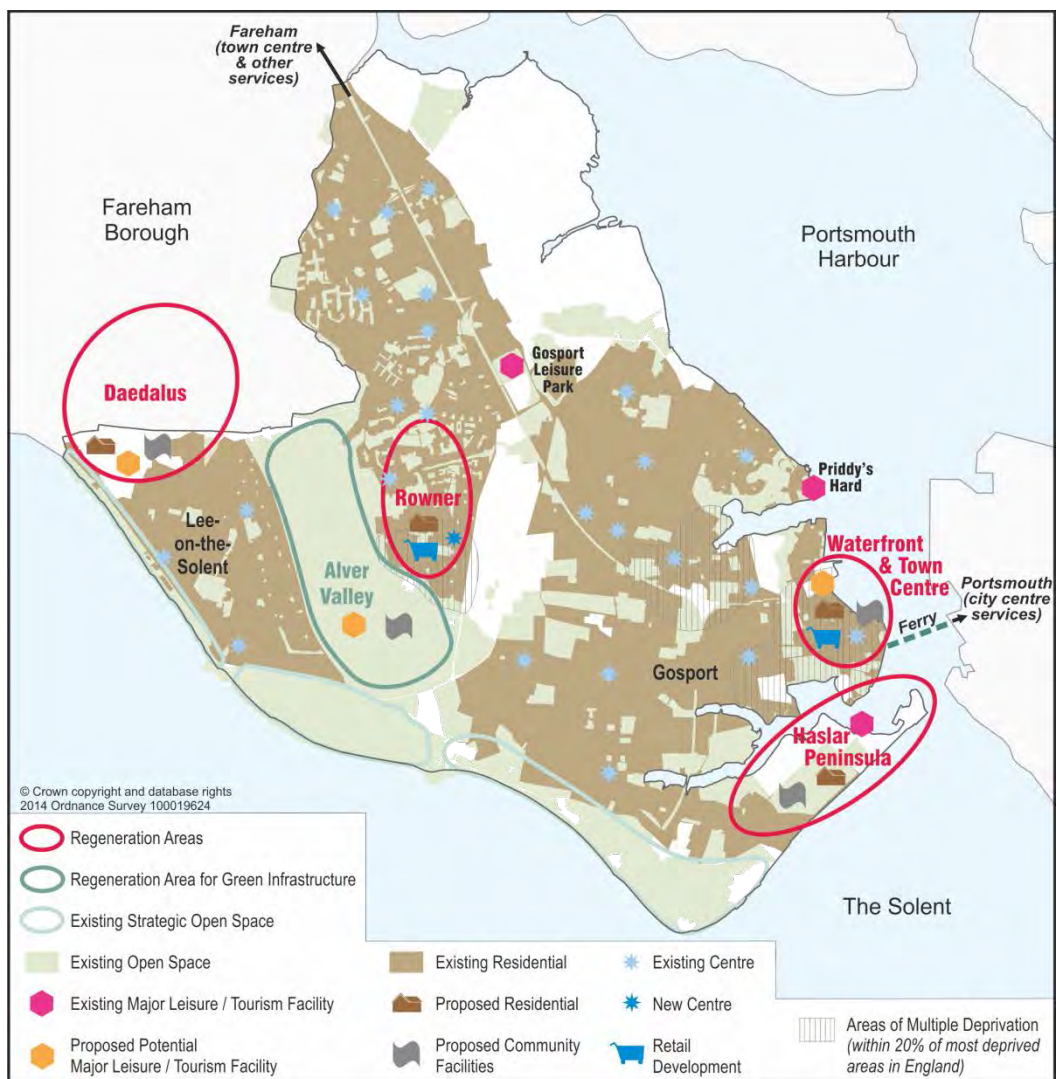 Fareham
(town centre
& other
services)
Fareham
Borough
Portsmouth
Harbour
Daedalus
Gosport
Leisure
Park
Priddy's
Hard
Rowner
Lee-
on-the-
Solent
Alver
Valley
Waterfront
& Town
Centre
Portsmouth
(city centre
services)
Ferry
Gosport
Haslar
Peninsula
The Solent
© Crown copyright and database rights
2014 Ordnance Survey 100019624
Regeneration Areas
Regeneration Area for Green Infrastructure
Existing Strategic Open Space
Existing Open Space
Existing Major Leisure / Tourism Facility
Proposed Potential
Major Leisure / Tourism Facility
Existing Residential
Proposed Residential
Proposed Community
Facilities
Existing Centre
New Centre
Retail
Development
Areas of Multiple Deprivation
(within 20% of most deprived
areas in England)